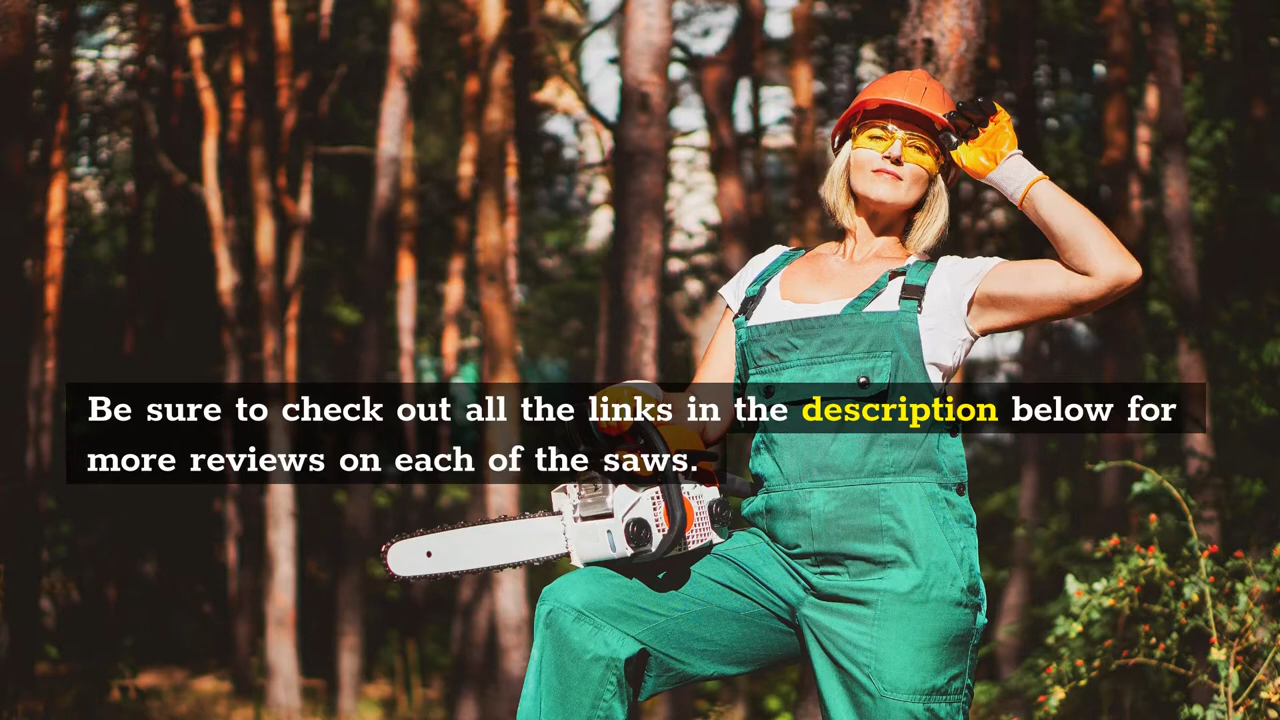 Be sure to check out all the links in the description below for
more reviews on each of the saws.